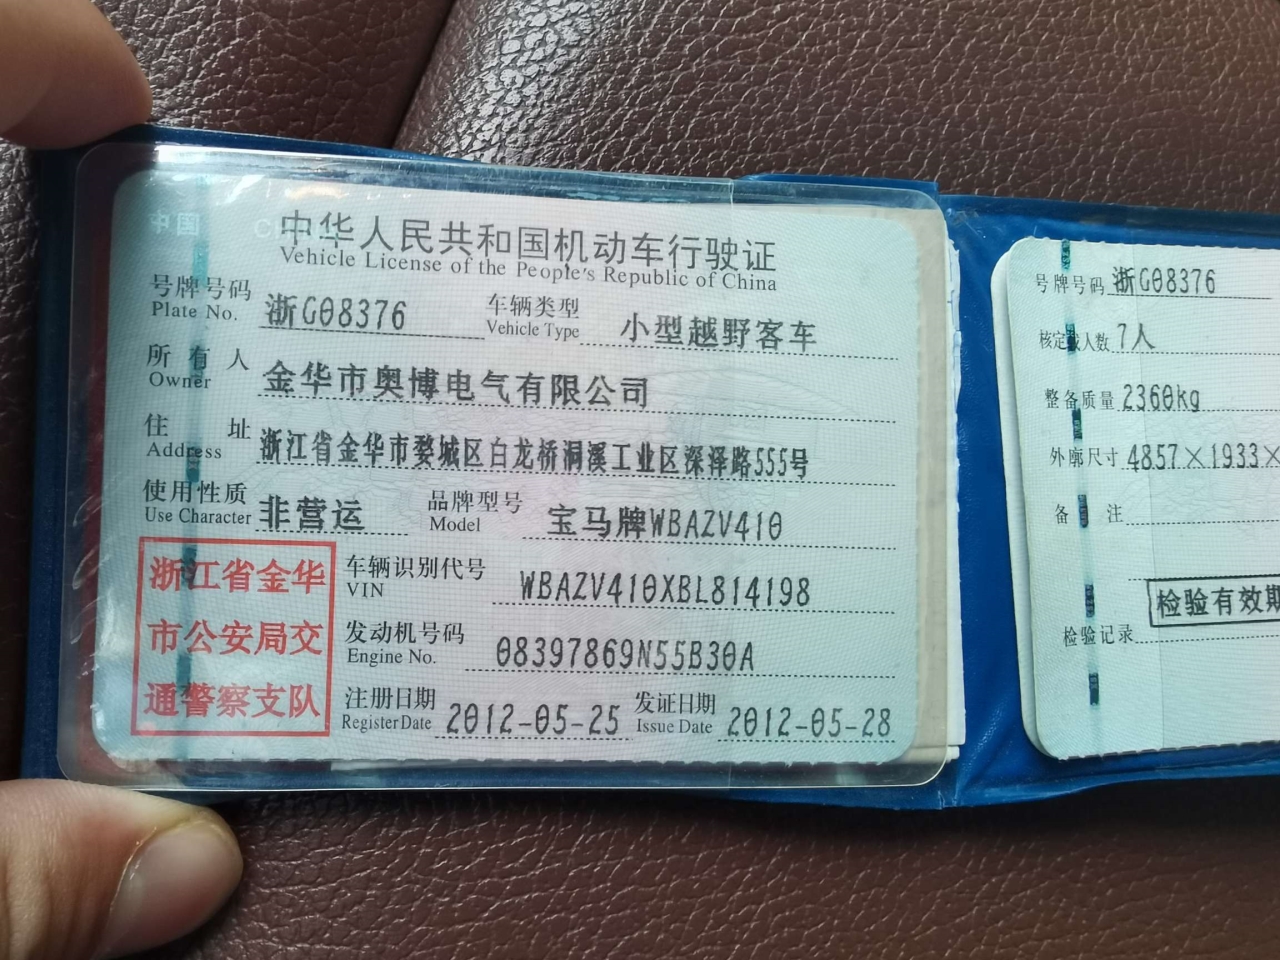 中国 CHINA
中华人民共和国机动车行驶证
Vehicle License of the People's Republic of China
号牌号码 浙G08376 车辆类型 小型越野客车
Plate No. Vehicle Type
所有人 金华市奥博电气有限公司
Owner
住址 浙江省金华市婺城区白龙桥洞溪工业区深泽路555号
Address
使用性质 非营运 品牌型号 宝马牌WBAZV410
Use Character Model
浙江省金华
市公安局交
通警察支队
车辆识别代号 WBAZV410XBL814198
VIN
发动机号码 08397869N55B30A
Engine No.
注册日期 2012-05-25 发证日期 2012-05-28
Register Date Issue Date
号牌号码 浙G08376
核定载人数 7人
整备质量 2360kg
外廓尺寸 4857×1933×
备注
检验有效期
检验记录